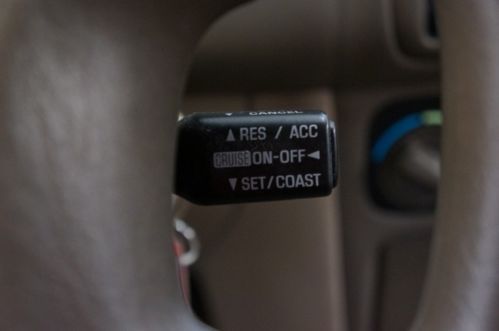 ▼ CANCEL
▲ RES / ACC
CRUISE ON-OFF ◄
▼ SET/COAST